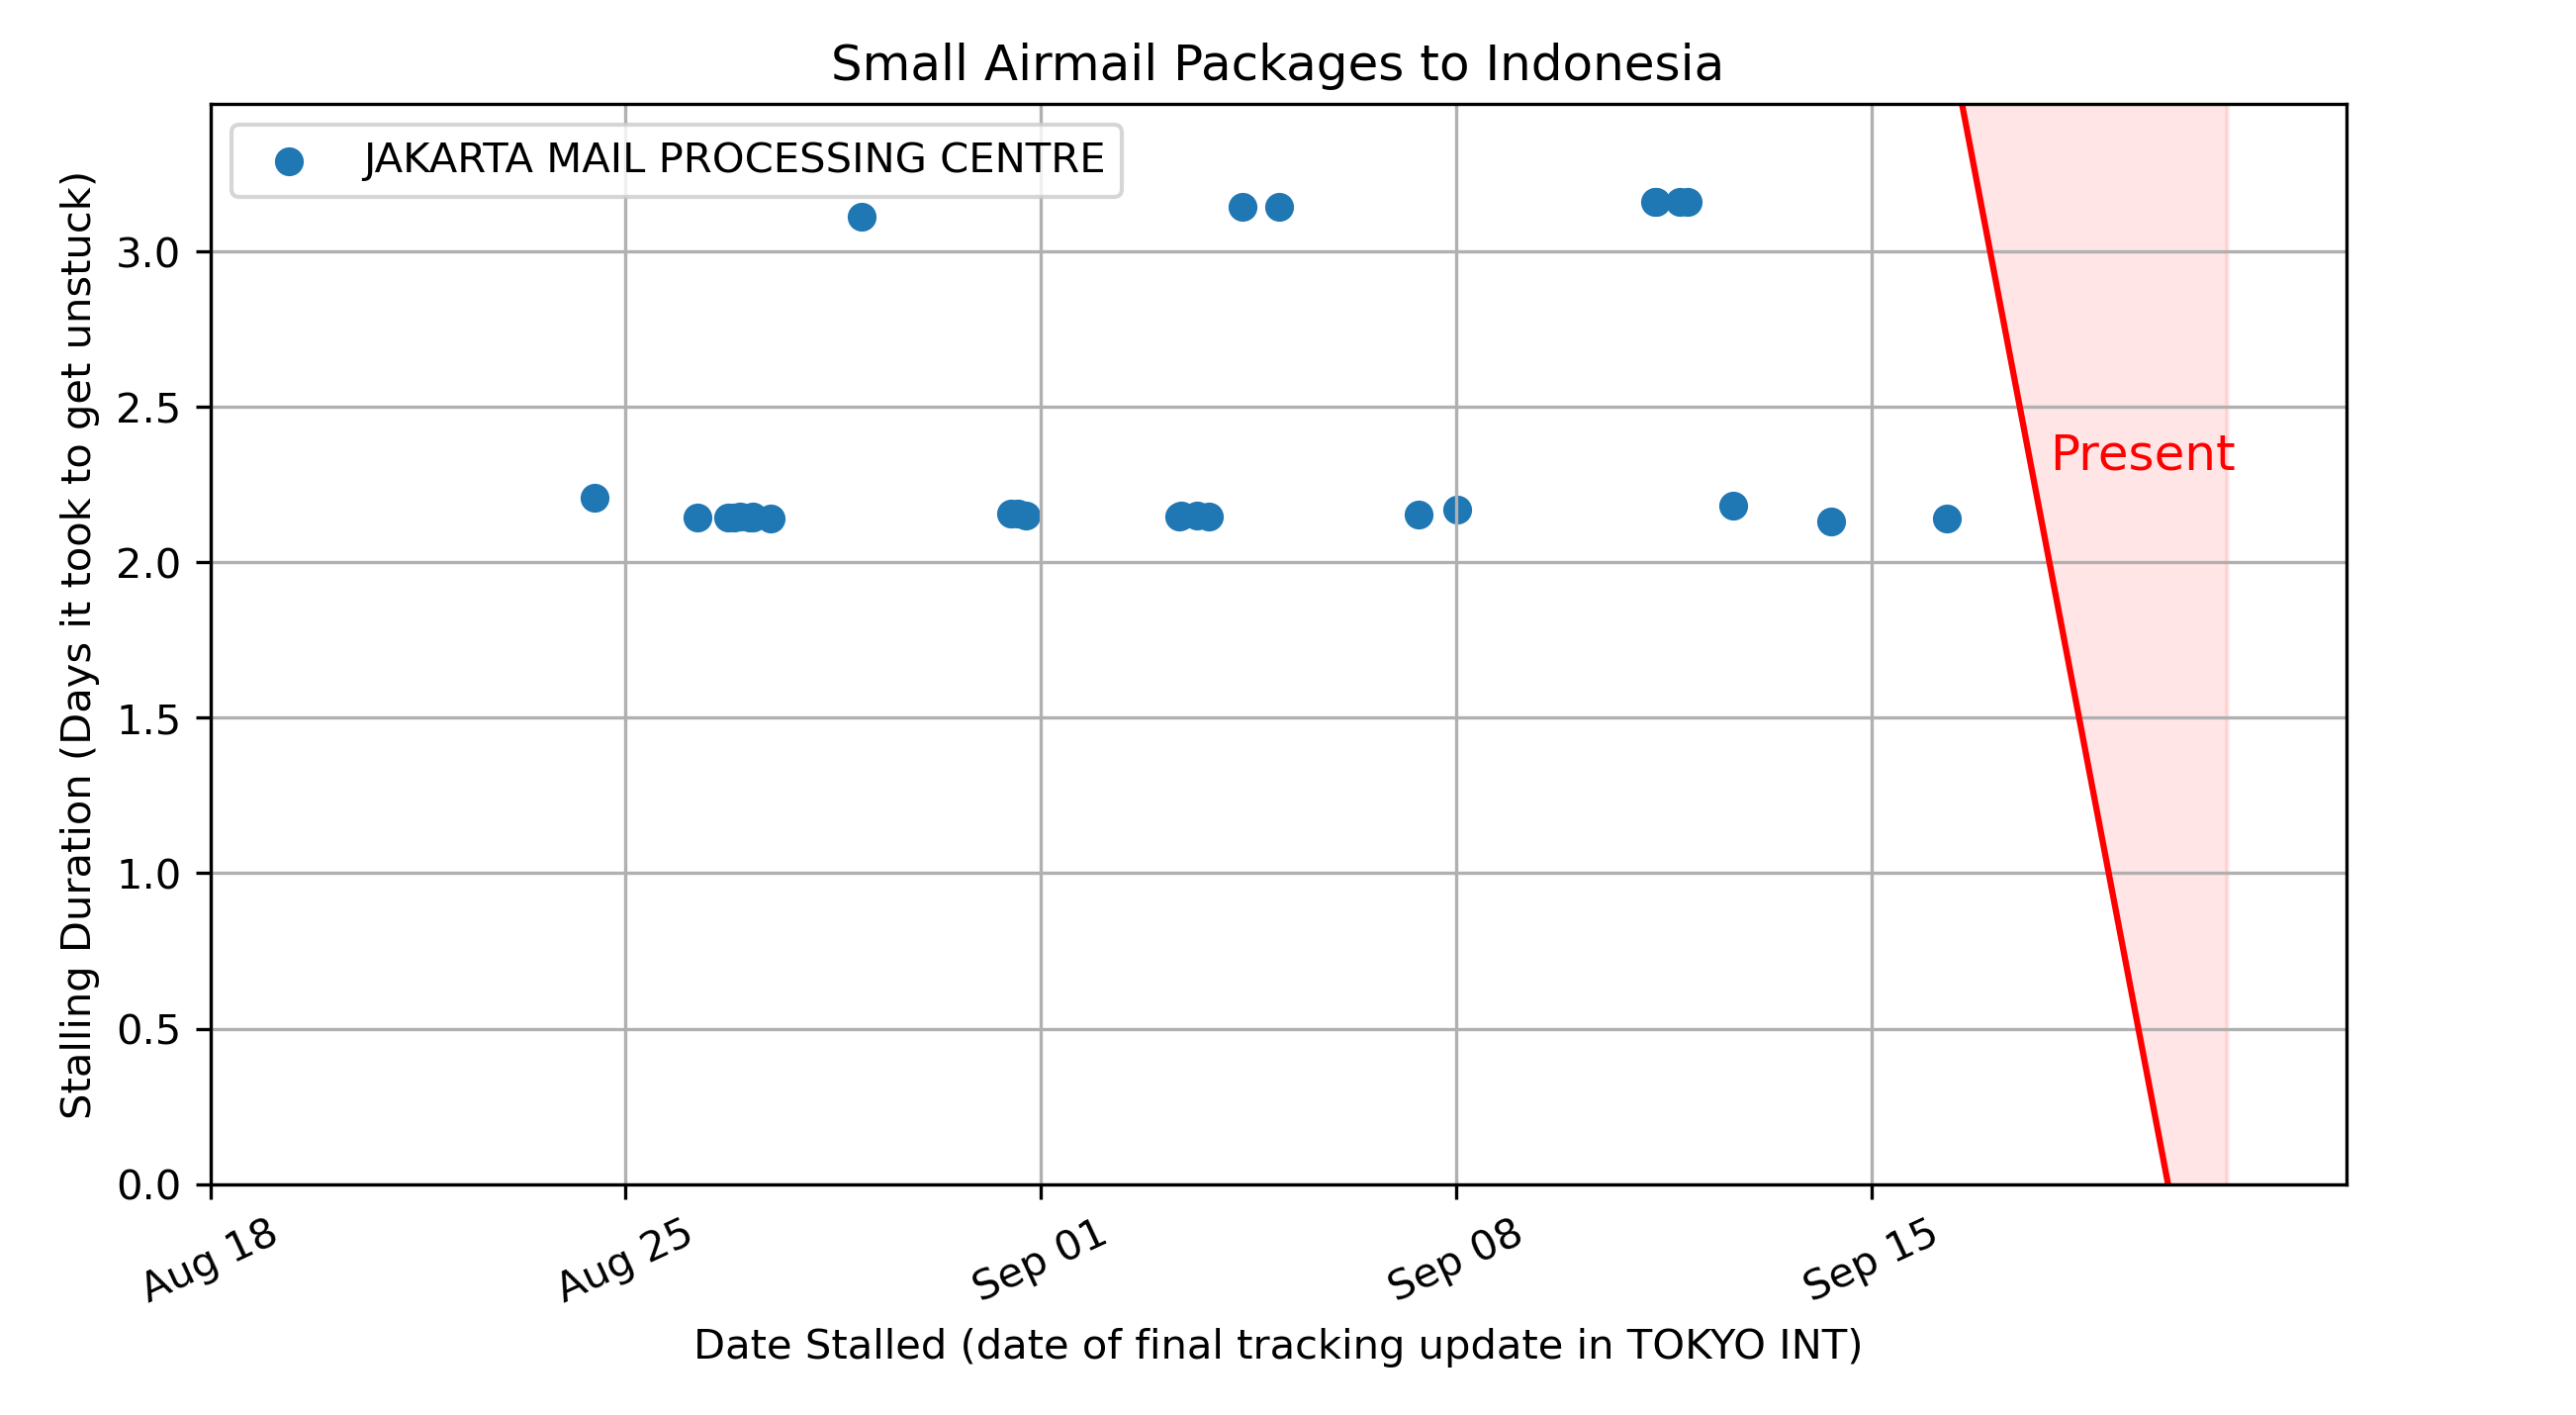 Small Airmail Packages to Indonesia
JAKARTA MAIL PROCESSING CENTRE
Stalling Duration (Days it took to get unstuck)
3.0
2.5
2.0
1.5
1.0
0.5
0.0
Present
Aug 18
Aug 25
Sep 01
Sep 08
Sep 15
Date Stalled (date of final tracking update in TOKYO INT)